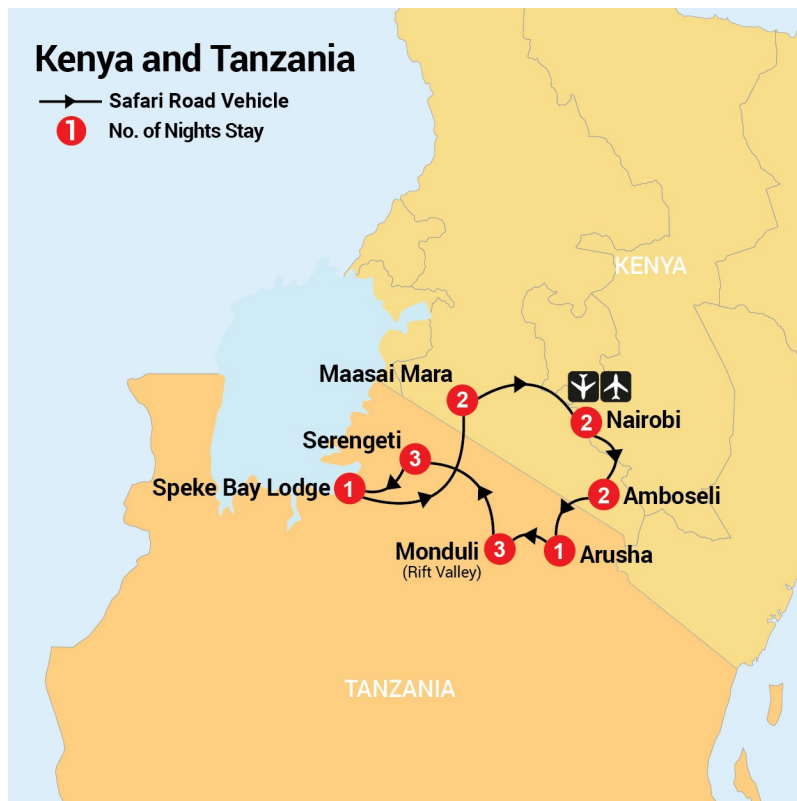 Kenya and Tanzania
Safari Road Vehicle
1 No. of Nights Stay
KENYA
Maasai Mara
2
2 Nairobi
Serengeti
3
Speke Bay Lodge 1
2 Amboseli
Monduli 3
(Rift Valley)
1 Arusha
TANZANIA